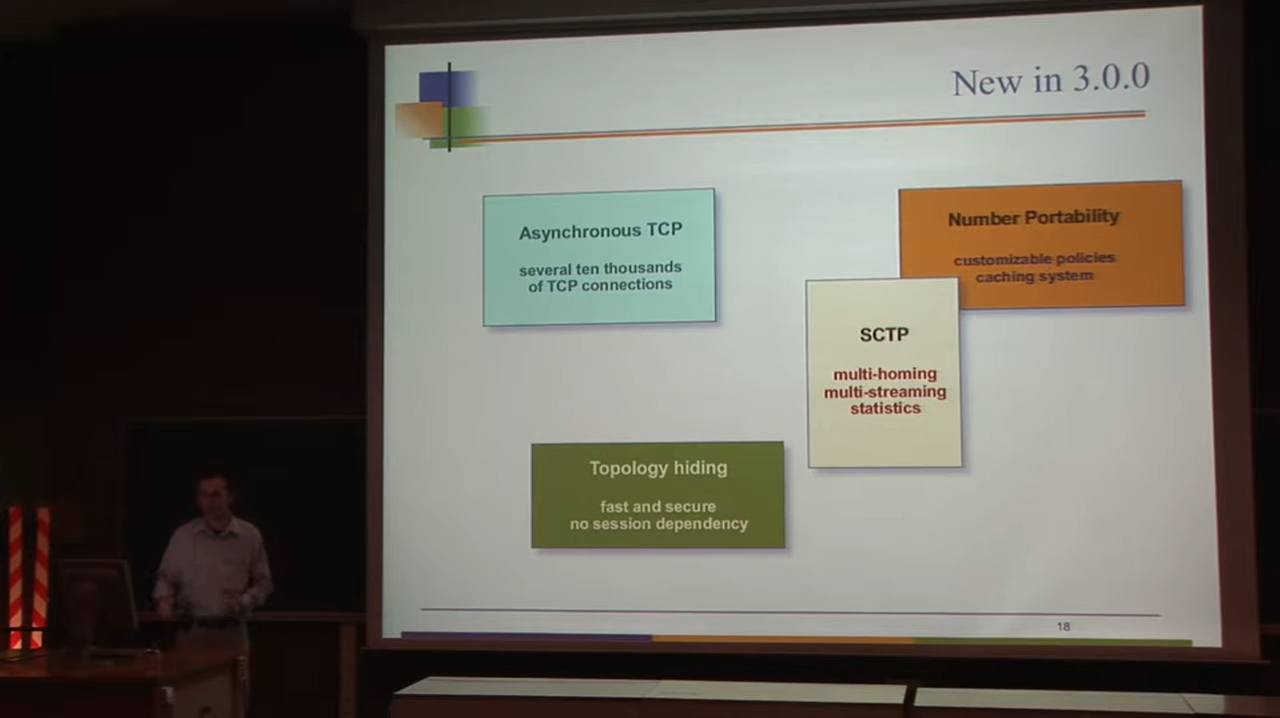 New in 3.0.0
Asynchronous TCP
several ten thousands
of TCP connections
Number Portability
customizable policies
caching system
SCTP
multi-homing
multi-streaming
statistics
Topology hiding
fast and secure
no session dependency
18